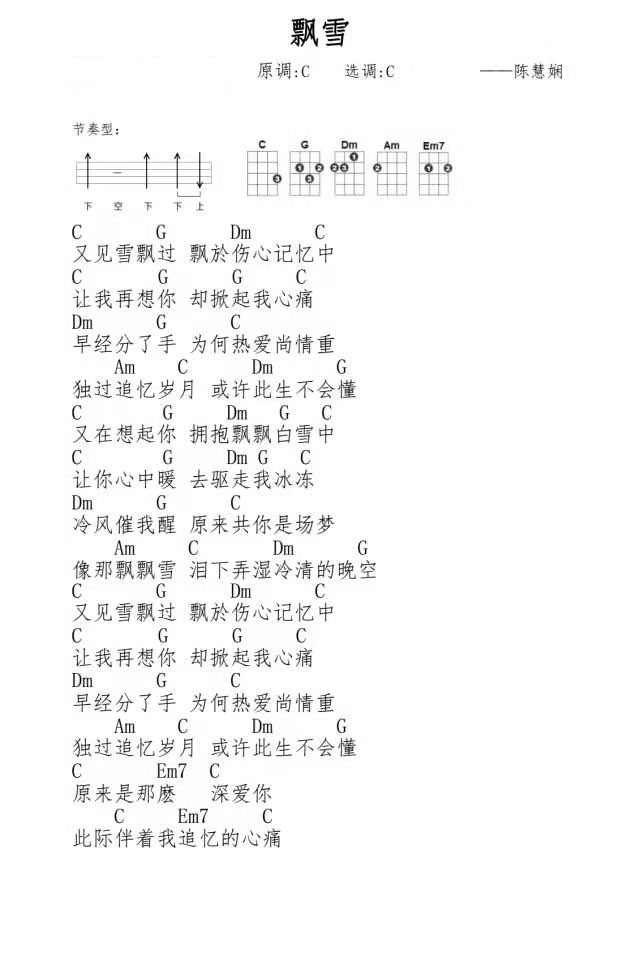 飘雪
原调:C 选调:C ——陈慧娴
节奏型：
C G Dm Am Em7
3 1 2 3 1 2 3 2 1 2
下 空 下 下 上
C G Dm C
又见雪飘过 飘於伤心记忆中
C G G C
让我再想你 却掀起我心痛
Dm G C
早经分了手 为何热爱尚情重
Am C Dm G
独过追忆岁月 或许此生不会懂
C G Dm G C
又在想起你 拥抱飘飘白雪中
C G Dm G C
让你心中暖 去驱走我冰冻
Dm G C
冷风催我醒 原来共你是场梦
Am C Dm G
像那飘飘雪 泪下弄湿冷清的晚空
C G Dm C
又见雪飘过 飘於伤心记忆中
C G G C
让我再想你 却掀起我心痛
Dm G C
早经分了手 为何热爱尚情重
Am C Dm G
独过追忆岁月 或许此生不会懂
C Em7 C
原来是那麽 深爱你
C Em7 C
此际伴着我追忆的心痛